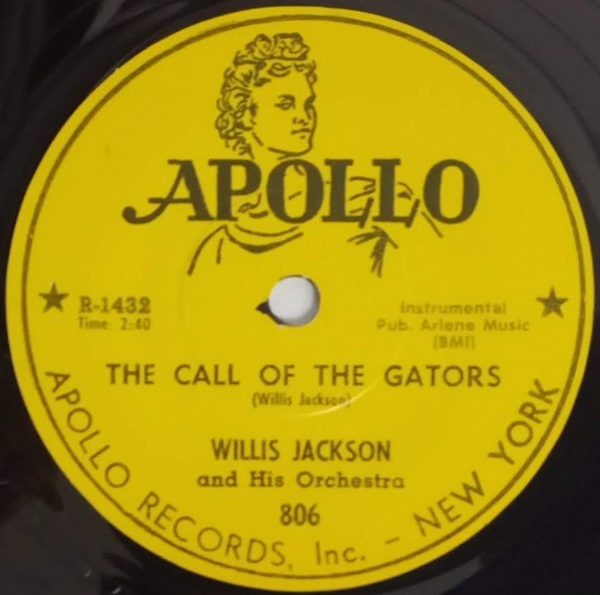 APOLLO
R-1432
Time: 2:40
Instrumental
Pub. Arlene Music
(BMI)
THE CALL OF THE GATORS
(Willis Jackson)
WILLIS JACKSON
and His Orchestra
806
APOLLO RECORDS, Inc. - NEW YORK